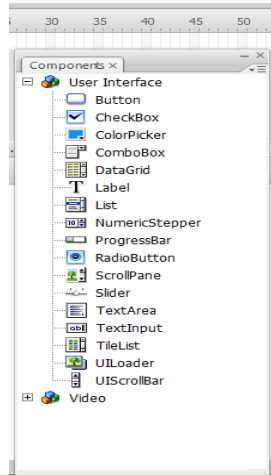 30 35 40 45 50
Components ×
User Interface
Button
CheckBox
ColorPicker
ComboBox
DataGrid
Label
List
NumericStepper
ProgressBar
RadioButton
ScrollPane
Slider
TextArea
TextInput
TileList
UILoader
UIScrollBar
Video